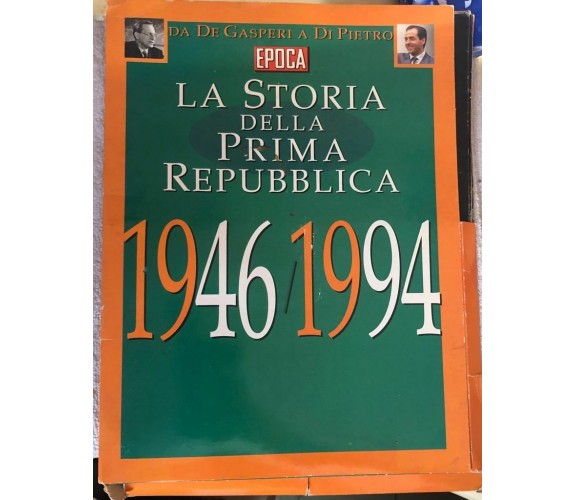 DA DE GASPERI A DI PIETRO
EPOCA
LA STORIA
DELLA
PRIMA
REPUBBLICA
1946/1994